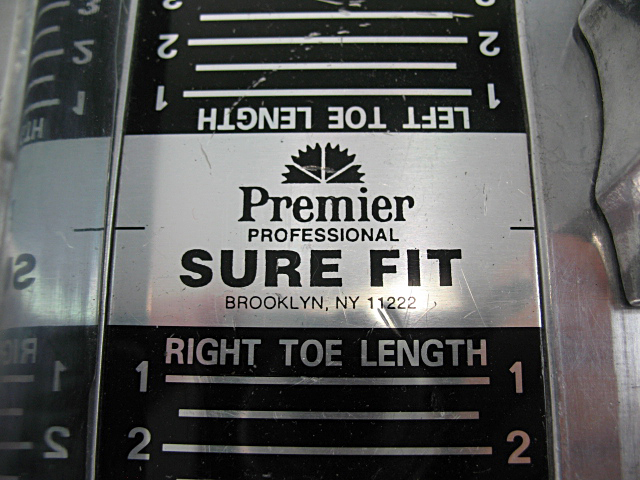 2 2
1 1
LEFT TOE LENGTH
Premier
PROFESSIONAL
SURE FIT
BROOKLYN, NY 11222
RIGHT TOE LENGTH
1 1
2 2